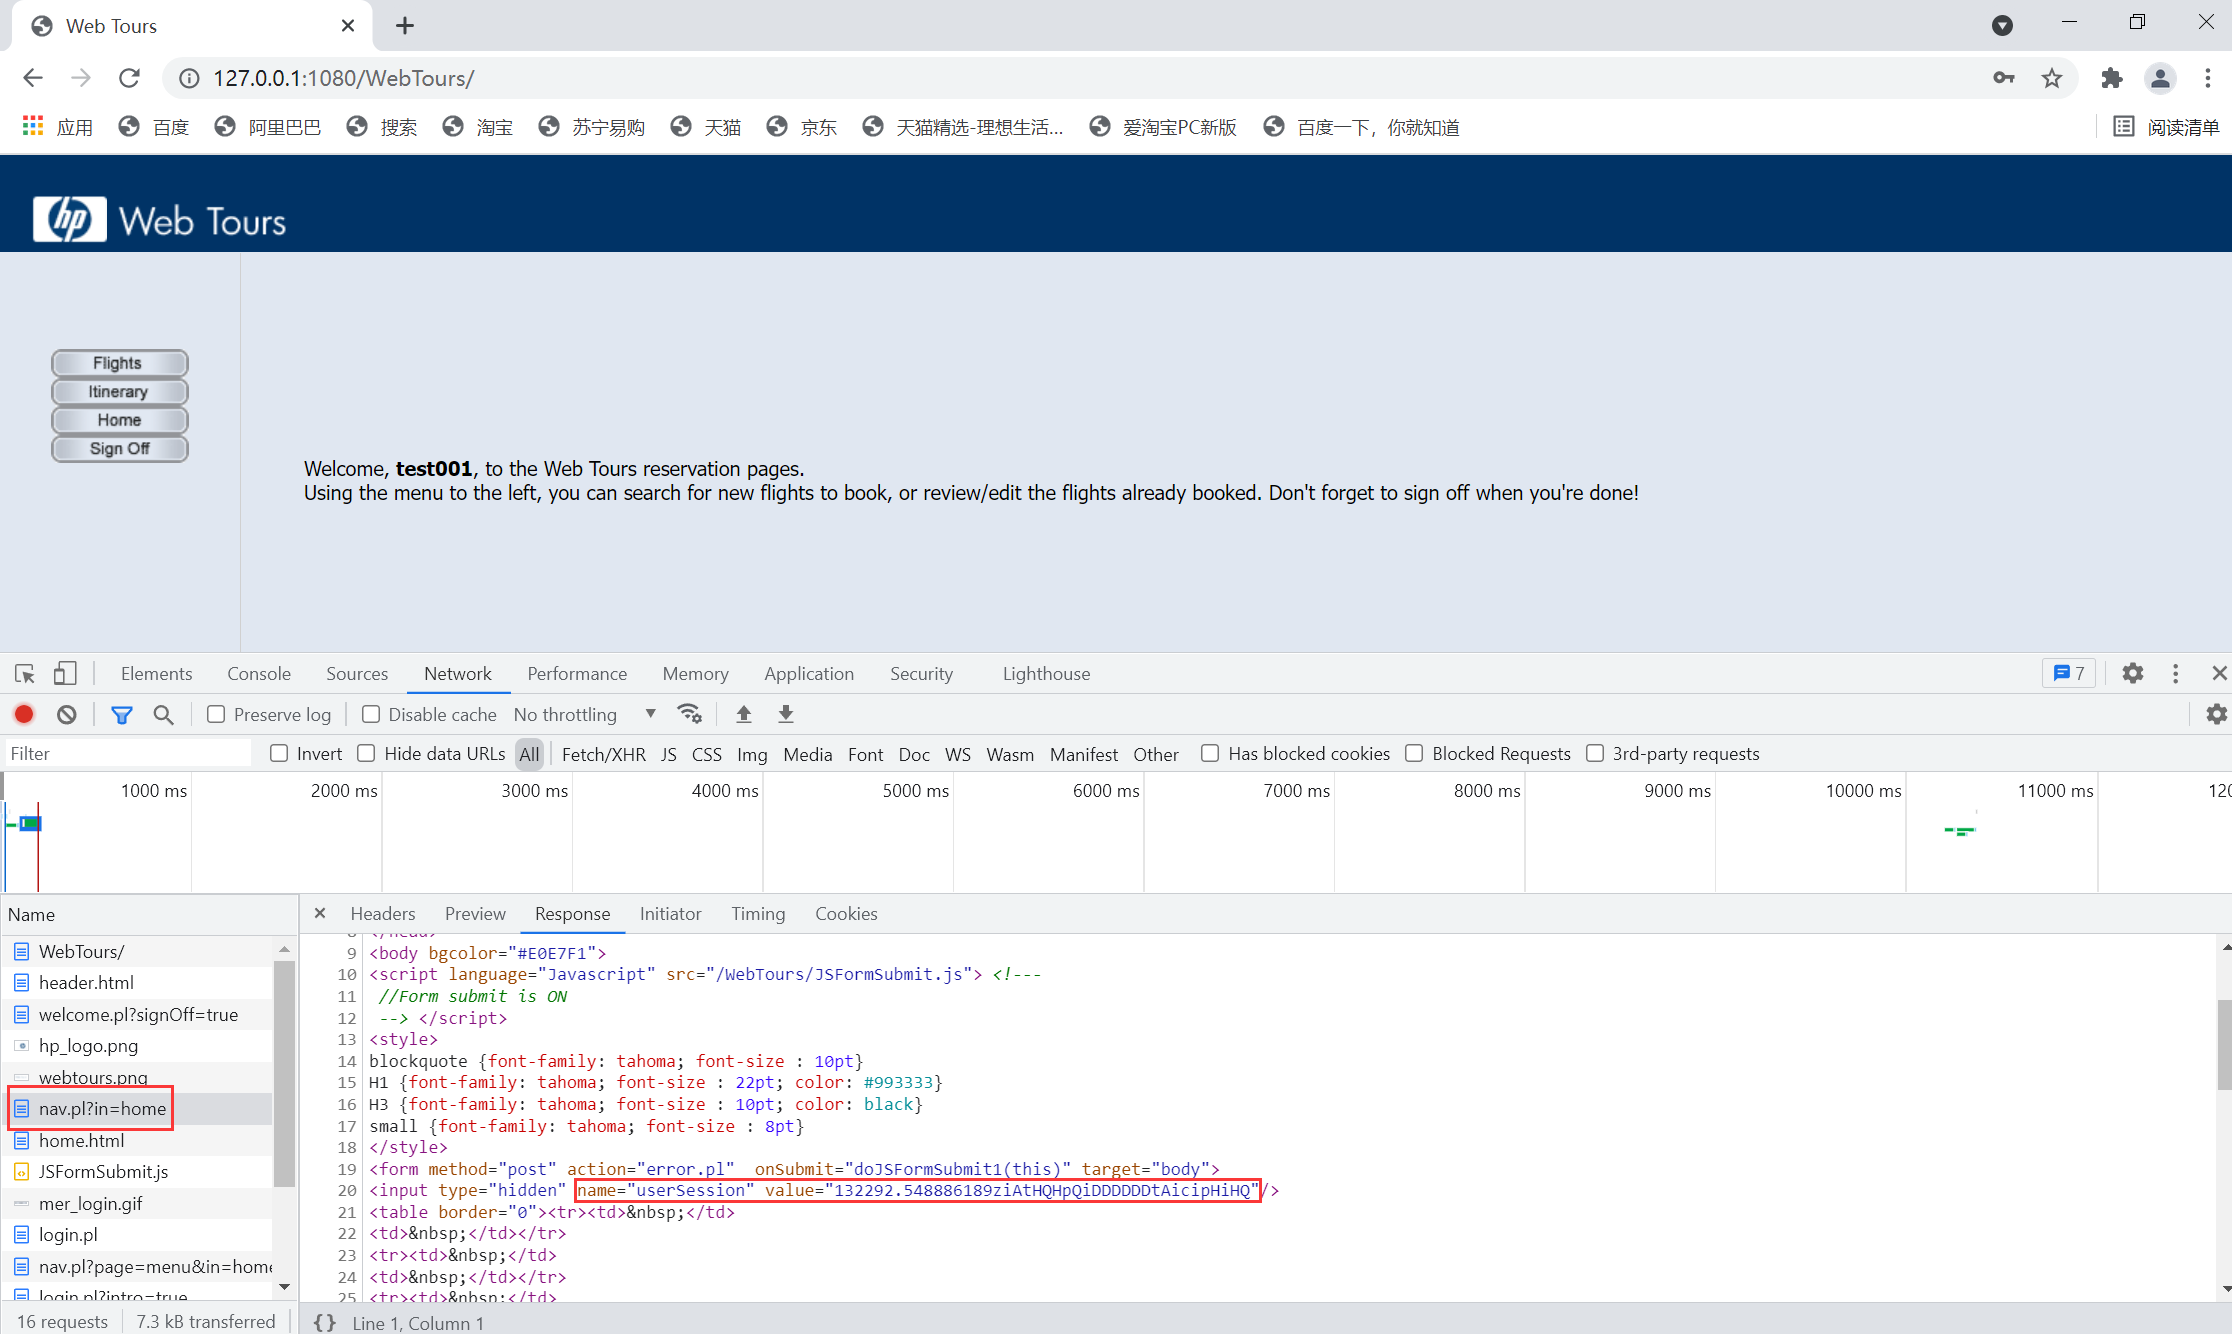 Web Tours
127.0.0.1:1080/WebTours/
应用 百度 阿里巴巴 搜索 淘宝 苏宁易购 天猫 京东 天猫精选-理想生活... 爱淘宝PC新版 百度一下，你就知道 阅读清单
hp Web Tours
Flights
Itinerary
Home
Sign Off
Welcome, test001, to the Web Tours reservation pages.
Using the menu to the left, you can search for new flights to book, or review/edit the flights already booked. Don't forget to sign off when you're done!
Elements Console Sources Network Performance Memory Application Security Lighthouse 7
Preserve log Disable cache No throttling
Filter Invert Hide data URLs All Fetch/XHR JS CSS Img Media Font Doc WS Wasm Manifest Other Has blocked cookies Blocked Requests 3rd-party requests
1000 ms 2000 ms 3000 ms 4000 ms 5000 ms 6000 ms 7000 ms 8000 ms 9000 ms 10000 ms 11000 ms
Name
WebTours/
header.html
welcome.pl?signOff=true
hp_logo.png
webtours.png
nav.pl?in=home
home.html
JSFormSubmit.js
mer_login.gif
login.pl
nav.pl?page=menu&in=home
login.pl?intro=true
16 requests 7.3 kB transferred
Headers Preview Response Initiator Timing Cookies
8 </head>
9 <body bgcolor="#E0E7F1">
10 <script language="Javascript" src="/WebTours/JSFormSubmit.js"> <!---
11 //Form submit is ON
12 --> </script>
13 <style>
14 blockquote {font-family: tahoma; font-size : 10pt}
15 H1 {font-family: tahoma; font-size : 22pt; color: #993333}
16 H3 {font-family: tahoma; font-size : 10pt; color: black}
17 small {font-family: tahoma; font-size : 8pt}
18 </style>
19 <form method="post" action="error.pl" onSubmit="doJSFormSubmit1(this)" target="body">
20 <input type="hidden" name="userSession" value="132292.548886189ziAtHQHpQiDDDDDDtAicipHiHQ"/>
21 <table border="0"><tr><td>&nbsp;</td>
22 <td>&nbsp;</td></tr>
23 <tr><td>&nbsp;</td>
24 <td>&nbsp;</td></tr>
25 <tr><td>&nbsp;</td>
{} Line 1, Column 1